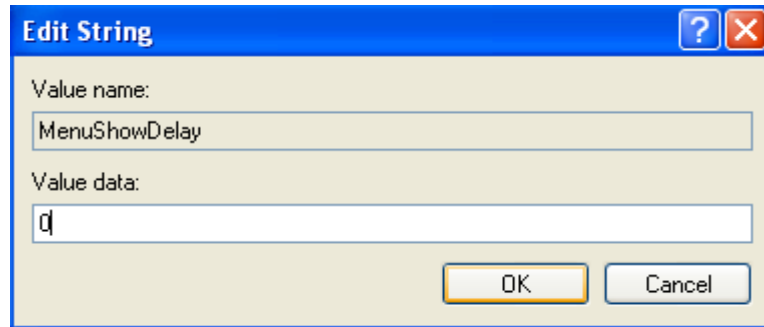 Edit String
Value name:
MenuShowDelay
Value data:
0
OK Cancel